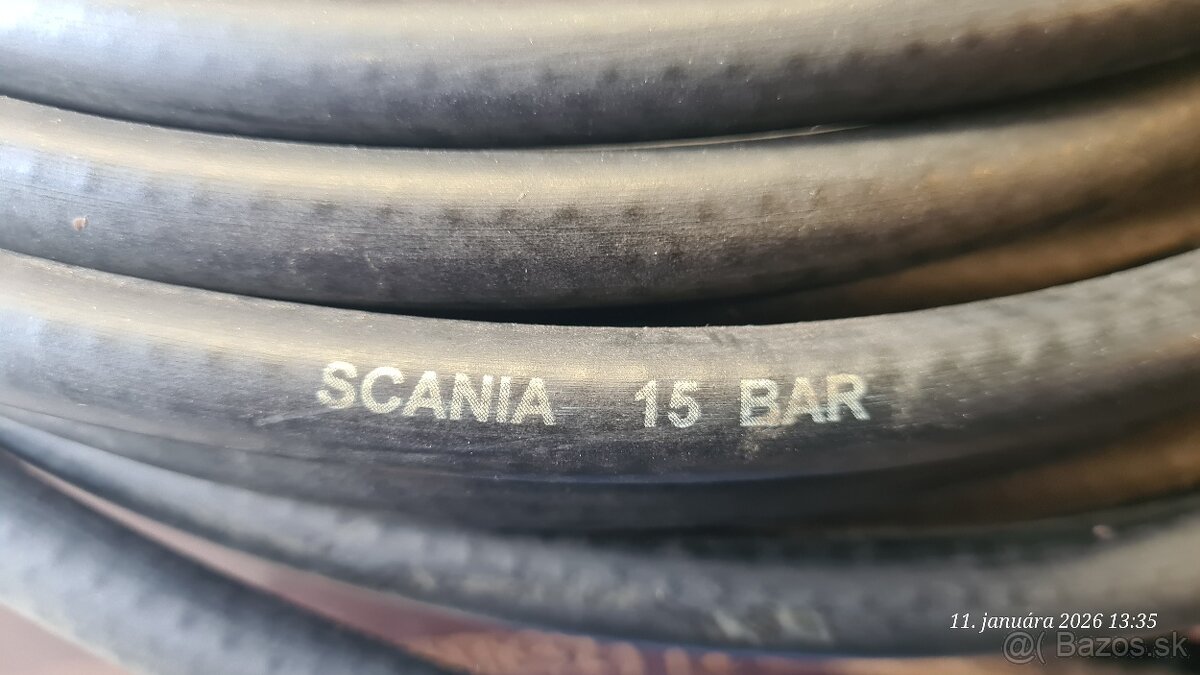 SCANIA 15 BAR
11. januára 2026 13:35
@( Bazos.sk